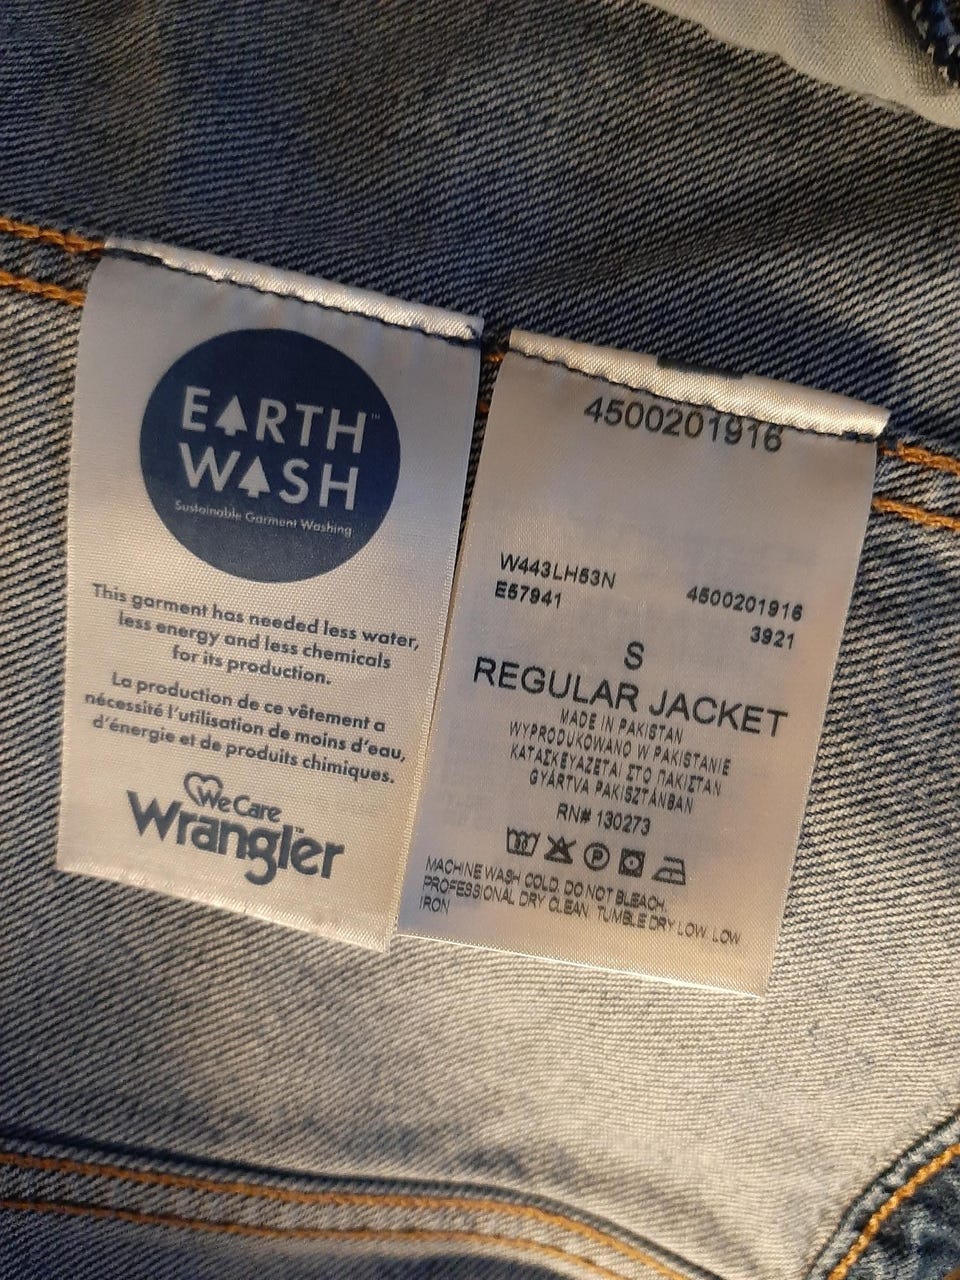 EARTH™
WASH
Sustainable Garment Washing
This garment has needed less water,
less energy and less chemicals
for its production.
La production de ce vêtement a
nécessité l'utilisation de moins d'eau,
d'énergie et de produits chimiques.
We Care
Wrangler™
4500201916
W443LH53N
E57941
4500201916
3921
S
REGULAR JACKET
MADE IN PAKISTAN
WYPRODUKOWANO W PAKISTANIE
ΚΑΤΑΣΚΕΥΑΖΕΤΑΙ ΣΤΟ ΠΑΚΙΣΤΑΝ
GYÁRTVA PAKISZTÁNBAN
RN# 130273
P
MACHINE WASH COLD. DO NOT BLEACH.
PROFESSIONAL DRY CLEAN. TUMBLE DRY LOW. LOW
IRON